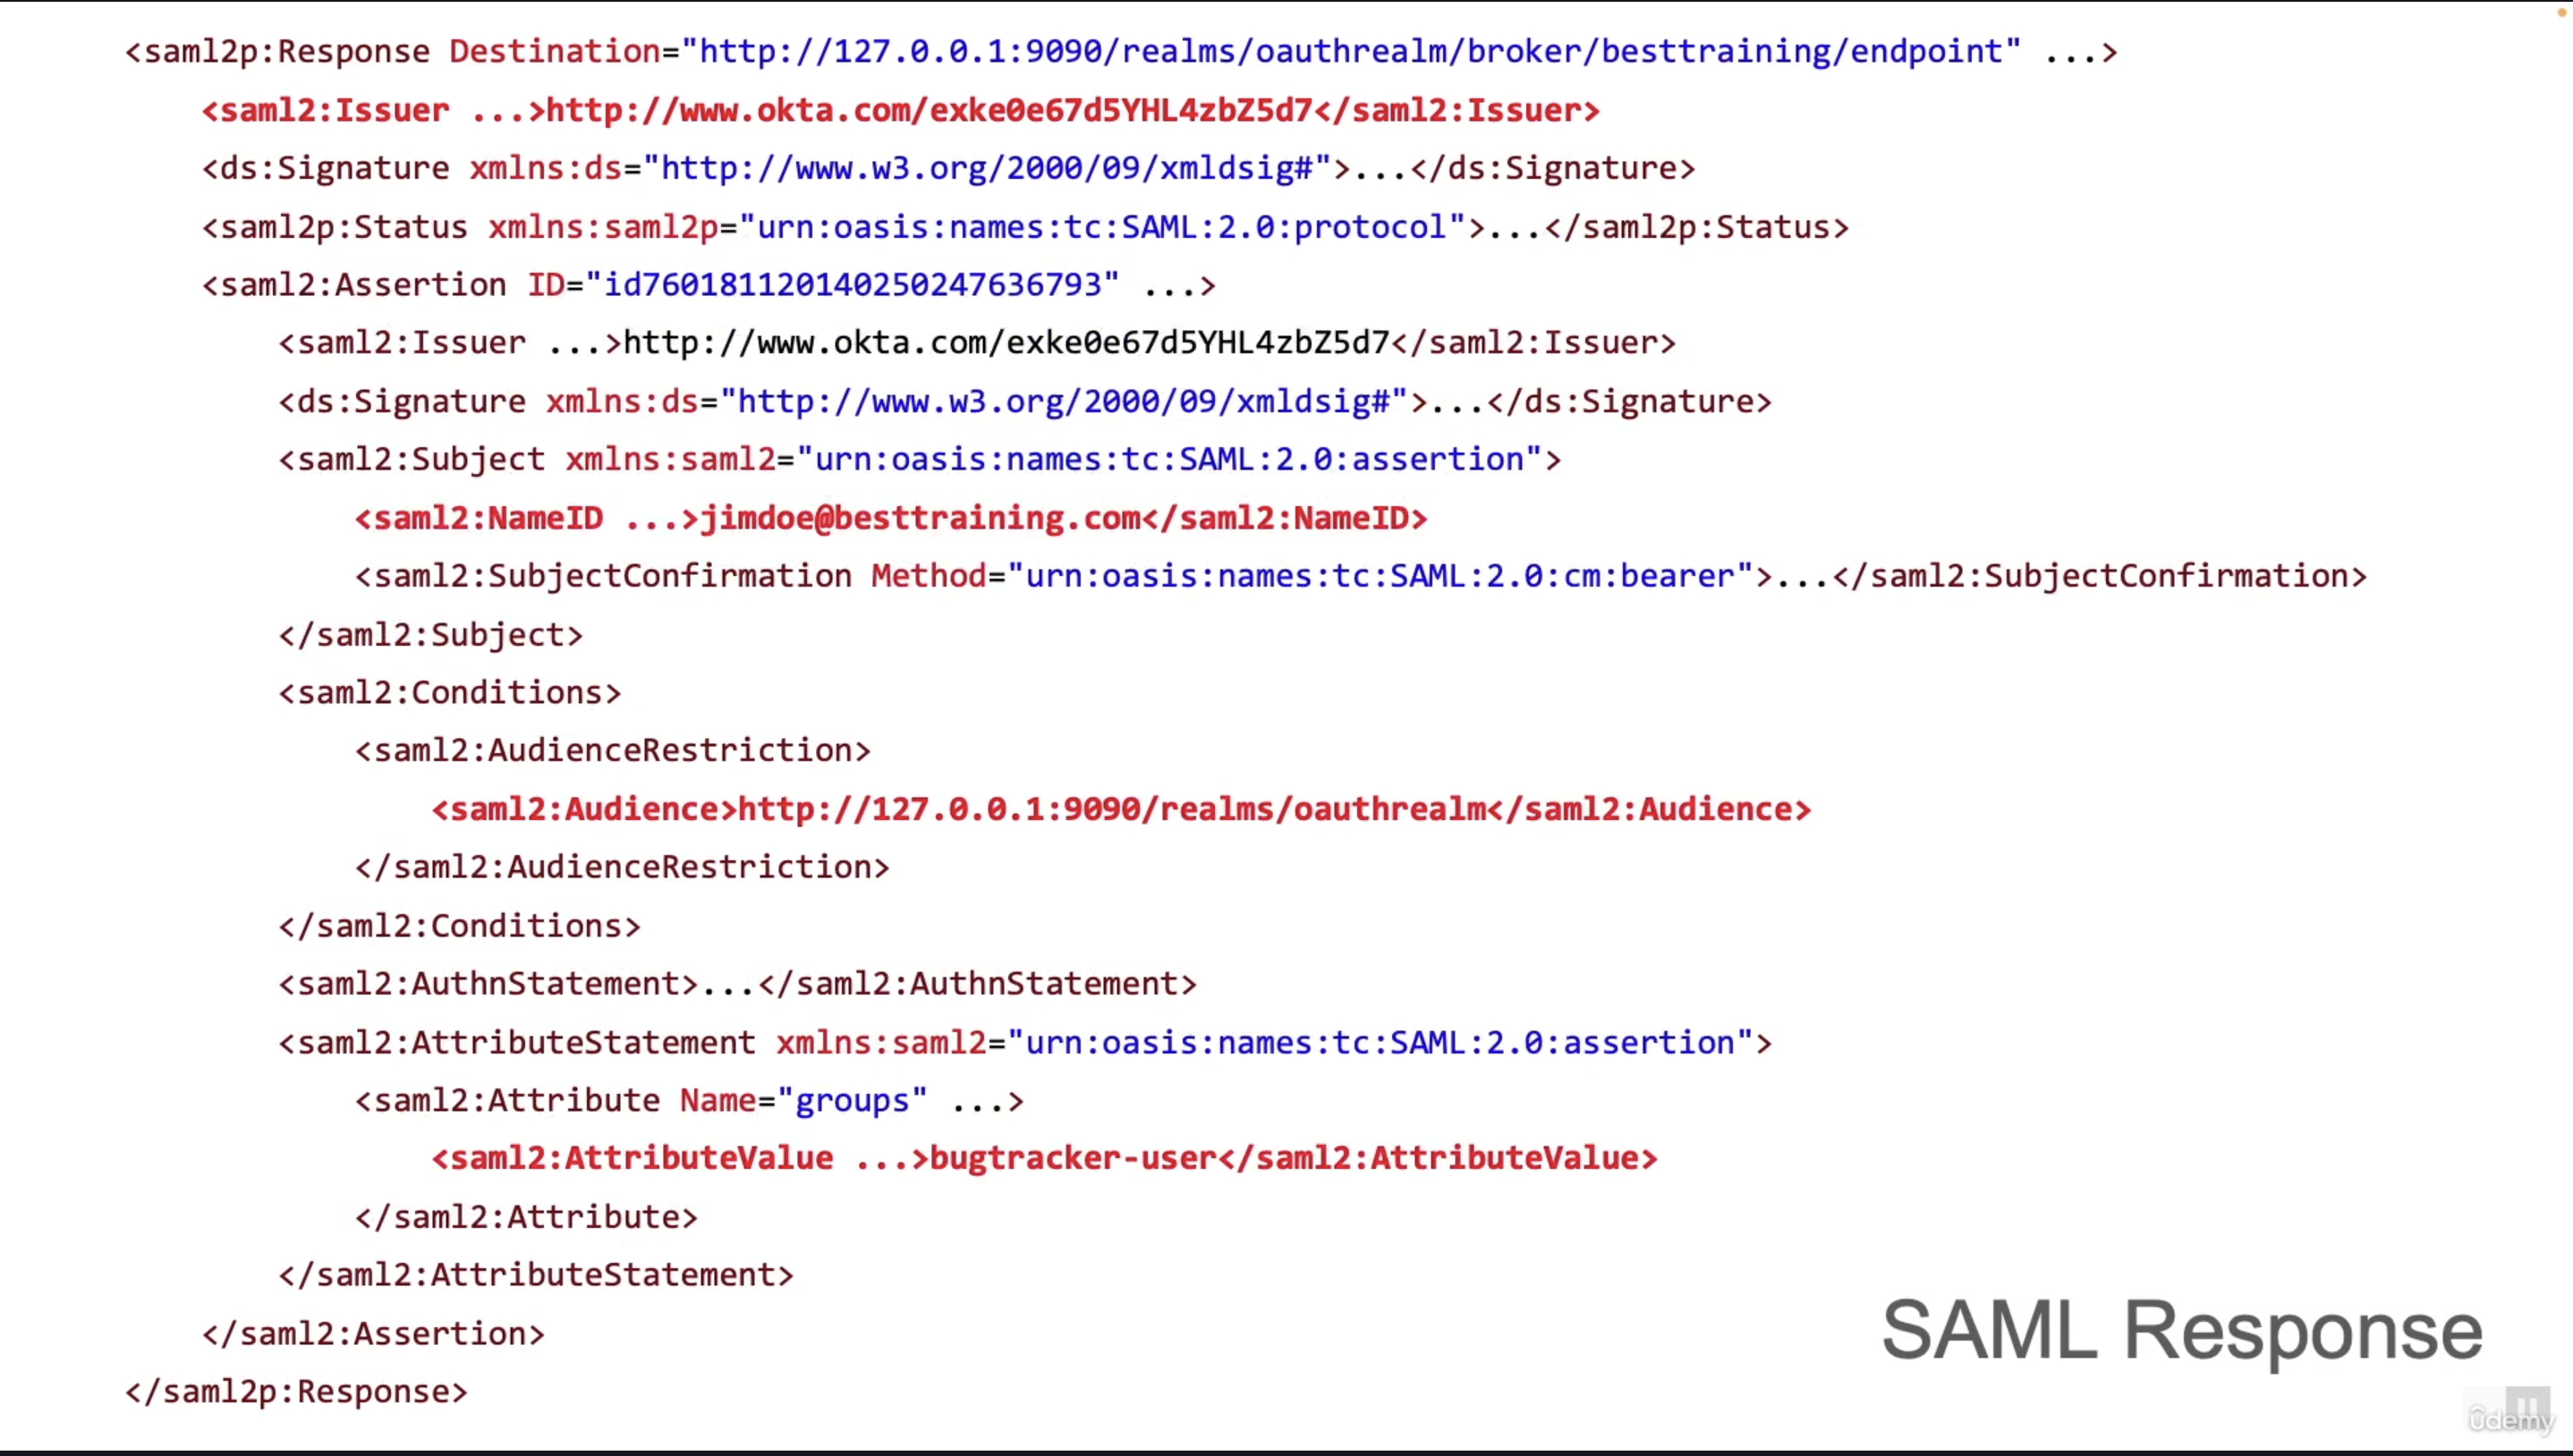 <saml2p:Response Destination="http://127.0.0.1:9090/realms/oauthrealm/broker/besttraining/endpoint" ...>
<saml2:Issuer ...>http://www.okta.com/exke0e67d5YHL4zbZ5d7</saml2:Issuer>
<ds:Signature xmlns:ds="http://www.w3.org/2000/09/xmldsig#">...</ds:Signature>
<saml2p:Status xmlns:saml2p="urn:oasis:names:tc:SAML:2.0:protocol">...</saml2p:Status>
<saml2:Assertion ID="id76018112014025024763​6793" ...>
<saml2:Issuer ...>http://www.okta.com/exke0e67d5YHL4zbZ5d7</saml2:Issuer>
<ds:Signature xmlns:ds="http://www.w3.org/2000/09/xmldsig#">...</ds:Signature>
<saml2:Subject xmlns:saml2="urn:oasis:names:tc:SAML:2.0:assertion">
<saml2:NameID ...>jimdoe@besttraining.com</saml2:NameID>
<saml2:SubjectConfirmation Method="urn:oasis:names:tc:SAML:2.0:cm:bearer">...</saml2:SubjectConfirmation>
</saml2:Subject>
<saml2:Conditions>
<saml2:AudienceRestriction>
<saml2:Audience>http://127.0.0.1:9090/realms/oauthrealm</saml2:Audience>
</saml2:AudienceRestriction>
</saml2:Conditions>
<saml2:AuthnStatement>...</saml2:AuthnStatement>
<saml2:AttributeStatement xmlns:saml2="urn:oasis:names:tc:SAML:2.0:assertion">
<saml2:Attribute Name="groups" ...>
<saml2:AttributeValue ...>bugtracker-user</saml2:AttributeValue>
</saml2:Attribute>
</saml2:AttributeStatement>
</saml2:Assertion>
</saml2p:Response>
SAML Response
ûdemy